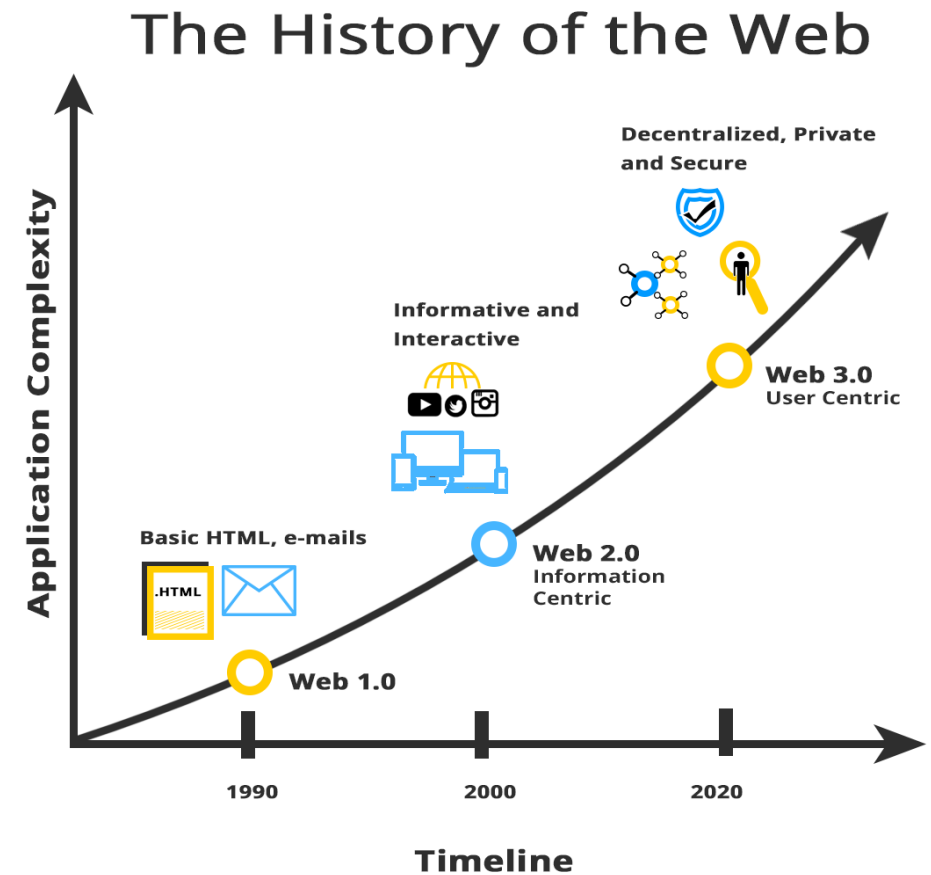 The History of the Web
Application Complexity
Decentralized, Private
and Secure
Informative and
Interactive
Web 3.0
User Centric
Basic HTML, e-mails
.HTML
Web 2.0
Information
Centric
Web 1.0
1990
2000
2020
Timeline